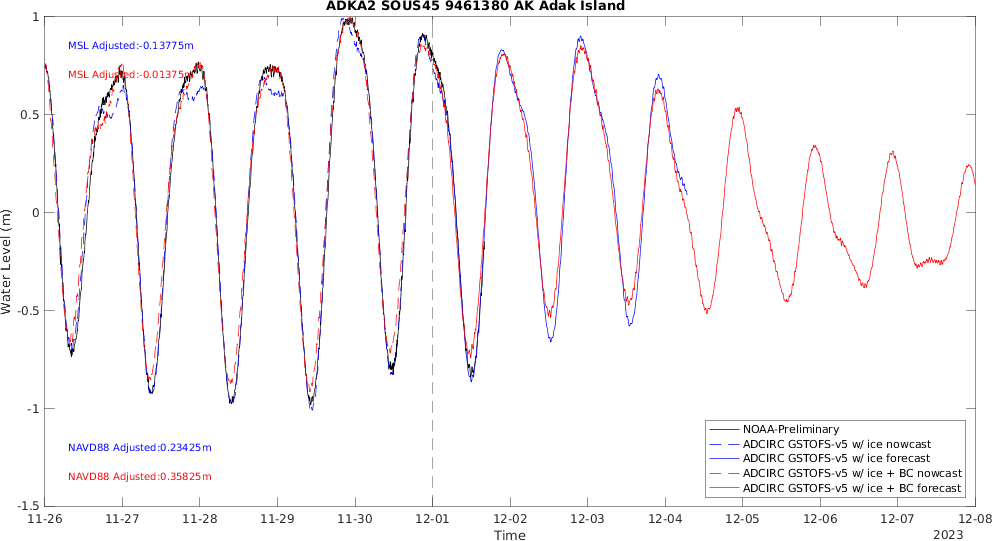 ADKA2 SOUS45 9461380 AK Adak Island
1
MSL Adjusted:-0.13775m
MSL Adjusted:-0.01375m
0.5
0
Water Level (m)
-0.5
-1
NAVD88 Adjusted:0.23425m
NAVD88 Adjusted:0.35825m
-1.5
NOAA-Preliminary
ADCIRC GSTOFS-v5 w/ ice nowcast
ADCIRC GSTOFS-v5 w/ ice forecast
ADCIRC GSTOFS-v5 w/ ice + BC nowcast
ADCIRC GSTOFS-v5 w/ ice + BC forecast
11-26 11-27 11-28 11-29 11-30 12-01 12-02 12-03 12-04 12-05 12-06 12-07 12-08
Time
2023